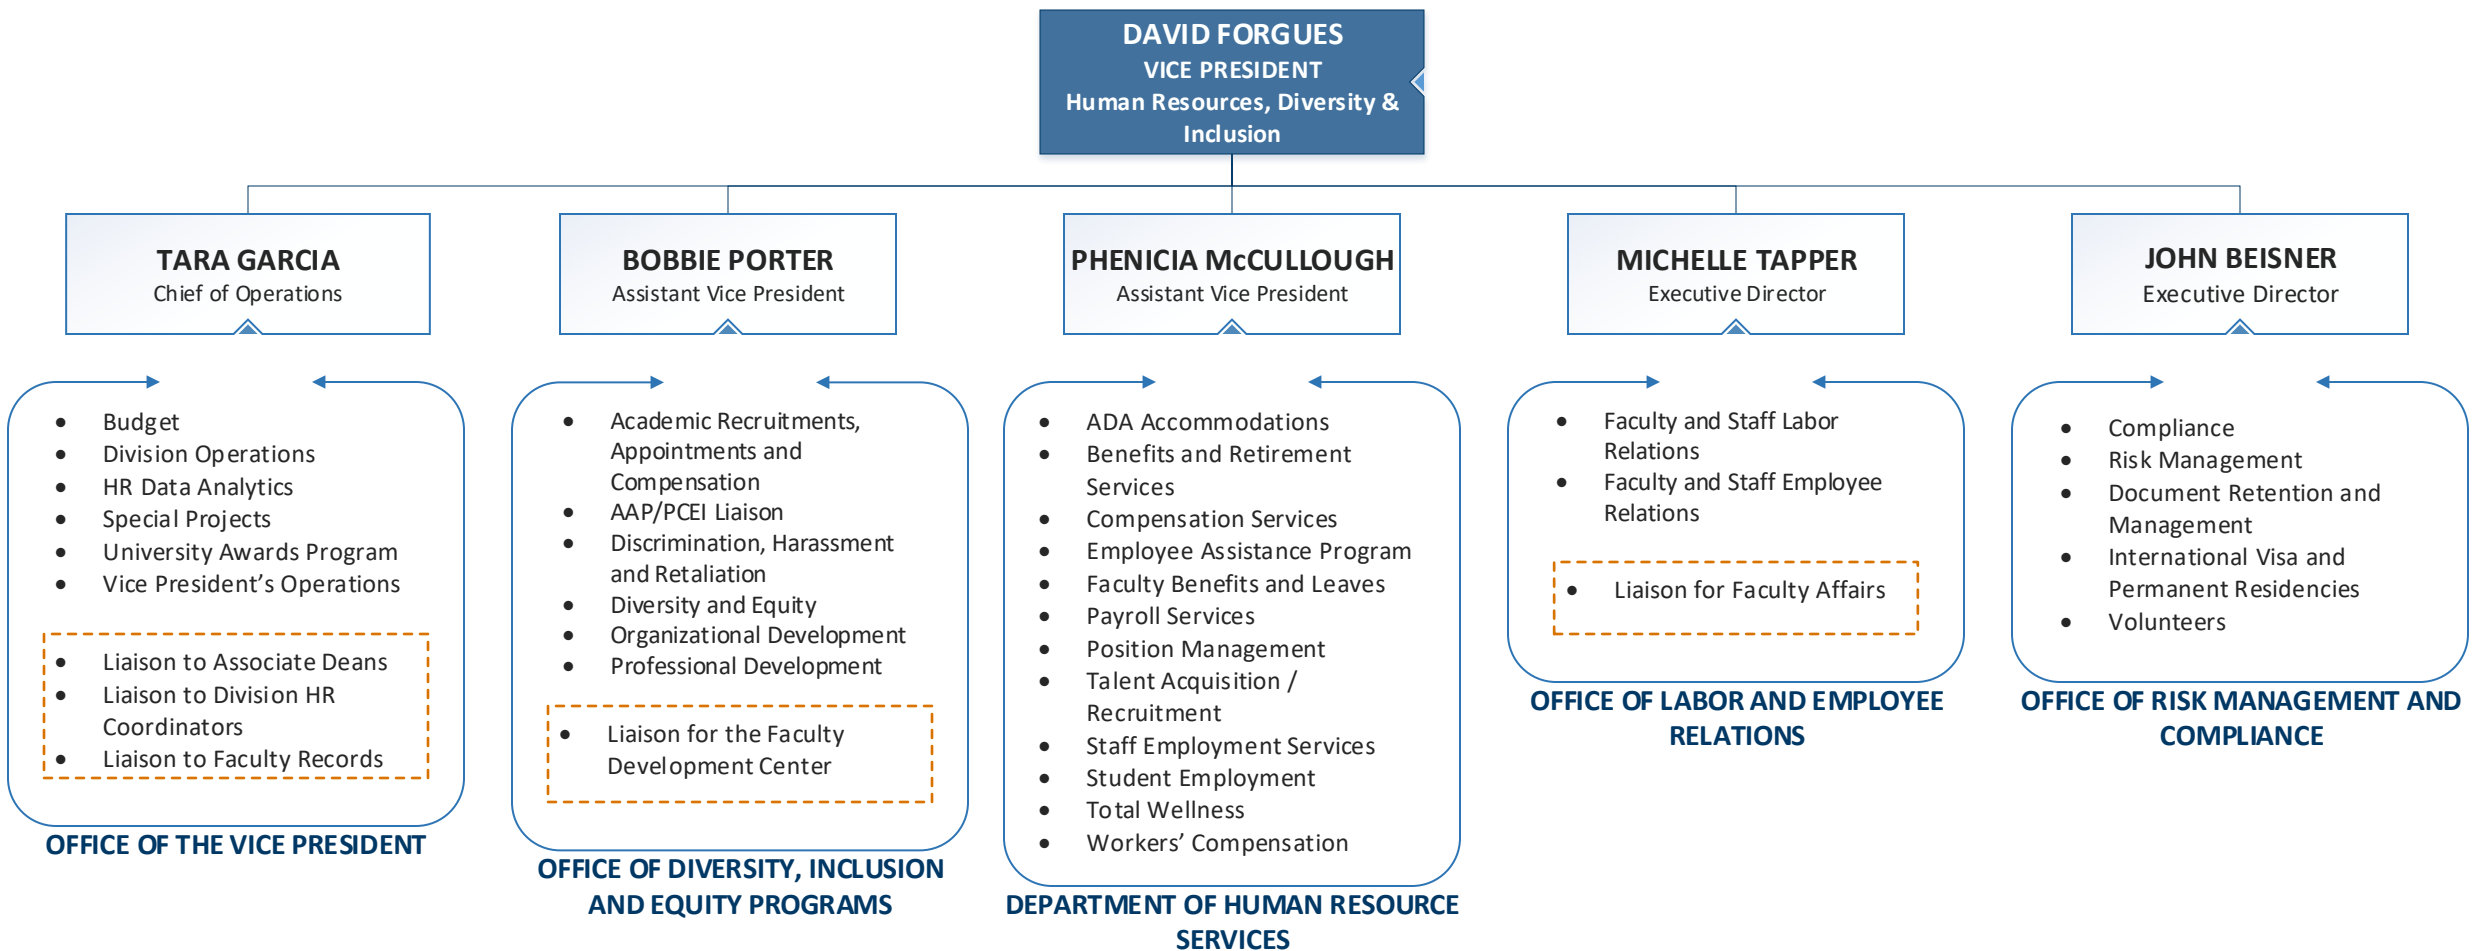 DAVID FORGUES
VICE PRESIDENT
Human Resources, Diversity &
Inclusion
TARA GARCIA
Chief of Operations
BOBBIE PORTER
Assistant Vice President
PHENICIA McCULLOUGH
Assistant Vice President
MICHELLE TAPPER
Executive Director
JOHN BEISNER
Executive Director
• Budget
• Division Operations
• HR Data Analytics
• Special Projects
• University Awards Program
• Vice President’s Operations
• Liaison to Associate Deans
• Liaison to Division HR
Coordinators
• Liaison to Faculty Records
OFFICE OF THE VICE PRESIDENT
• Academic Recruitments,
Appointments and
Compensation
• AAP/PCEI Liaison
• Discrimination, Harassment
and Retaliation
• Diversity and Equity
• Organizational Development
• Professional Development
• Liaison for the Faculty
Development Center
OFFICE OF DIVERSITY, INCLUSION
AND EQUITY PROGRAMS
• ADA Accommodations
• Benefits and Retirement
Services
• Compensation Services
• Employee Assistance Program
• Faculty Benefits and Leaves
• Payroll Services
• Position Management
• Talent Acquisition /
Recruitment
• Staff Employment Services
• Student Employment
• Total Wellness
• Workers’ Compensation
DEPARTMENT OF HUMAN RESOURCE
SERVICES
• Faculty and Staff Labor
Relations
• Faculty and Staff Employee
Relations
• Liaison for Faculty Affairs
OFFICE OF LABOR AND EMPLOYEE
RELATIONS
• Compliance
• Risk Management
• Document Retention and
Management
• International Visa and
Permanent Residencies
• Volunteers
OFFICE OF RISK MANAGEMENT AND
COMPLIANCE